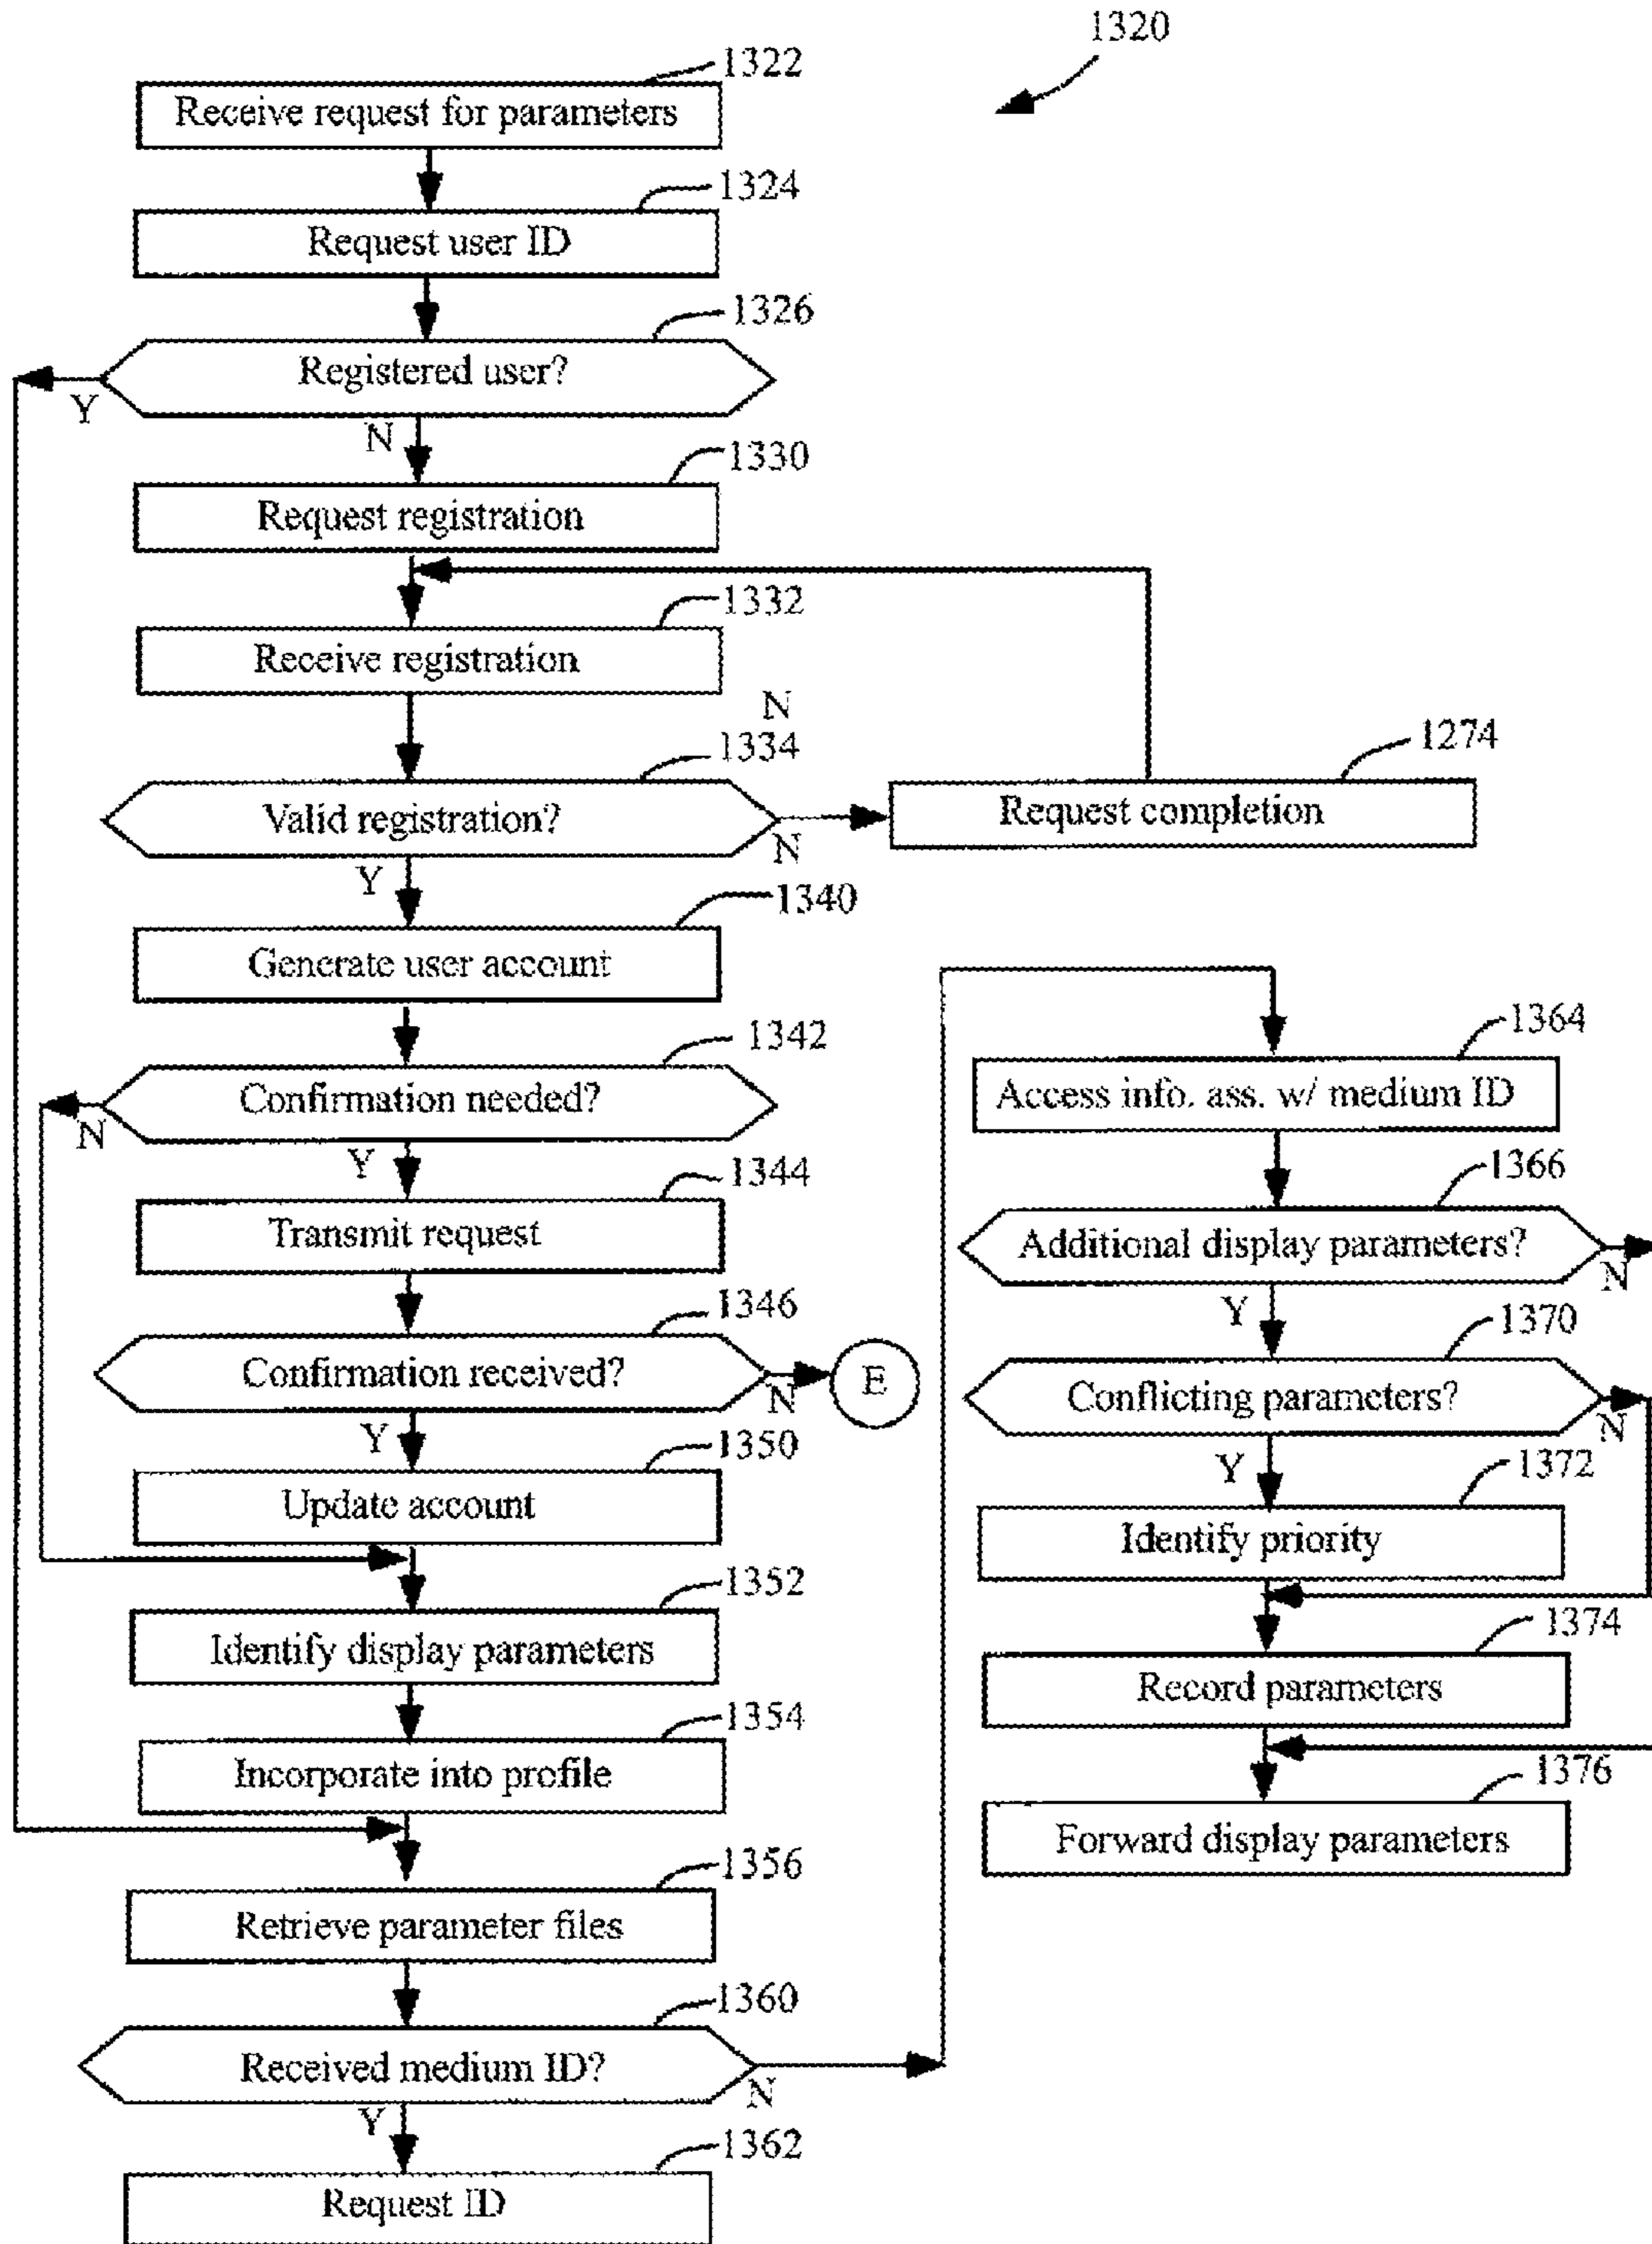 1320
1322
Receive request for parameters
1324
Request user ID
1326
Registered user?
Y
N
1330
Request registration
1332
Receive registration
N
1334
Valid registration?
N
1274
Request completion
Y
1340
Generate user account
1342
Confirmation needed?
N
Y
1344
Transmit request
1346
Confirmation received?
N
E
Y
1350
Update account
1352
Identify display parameters
1354
Incorporate into profile
1356
Retrieve parameter files
1360
Received medium ID?
N
Y
1362
Request ID
1364
Access info. ass. w/ medium ID
1366
Additional display parameters?
N
Y
1370
Conflicting parameters?
N
Y
1372
Identify priority
1374
Record parameters
1376
Forward display parameters